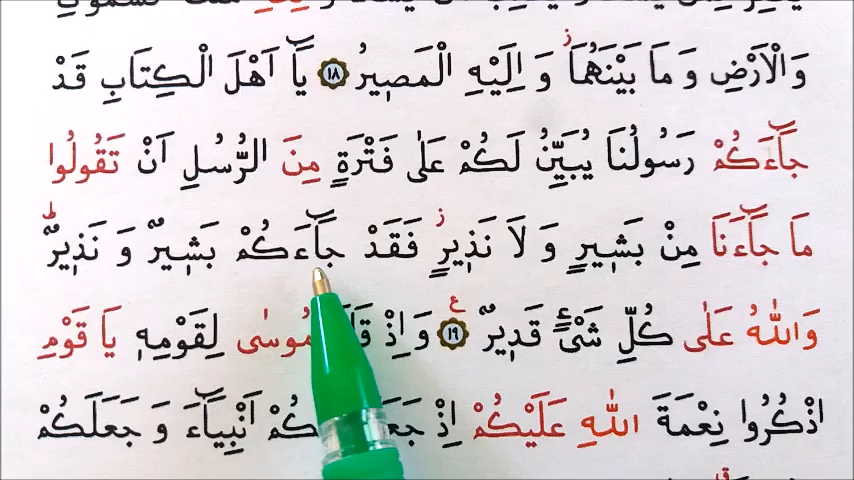 وَالْاَرْضِ وَ مَا بَيْنَهُمَاۘ وَ اِلَيْهِ الْمَصٖيرُ ﴿١٨﴾ يَٓا اَهْلَ الْكِتَابِ قَدْ
جَٓاءَكُمْ رَسُولُنَا يُبَيِّنُ لَكُمْ عَلٰى فَتْرَةٍ مِنَ الرُّسُلِ اَنْ تَقُولُوا
مَا جَٓاءَنَا مِنْ بَشٖيرٍ وَ لَا نَذٖيرٍؗ فَقَدْ جَٓاءَكُمْ بَشٖيرٌ وَ نَذٖيرٌؕ
وَاللّٰهُ عَلٰى كُلِّ شَیْءٍ قَدٖيرٌ ﴿١٩﴾ ع وَ اِذْ مُوسٰى لِقَوْمِهٖ يَا قَوْمِ
اذْكُرُوا نِعْمَةَ اللّٰهِ عَلَيْكُمْ اِذْ اَنْبِيَٓاءَ وَ جَعَلَكُمْ